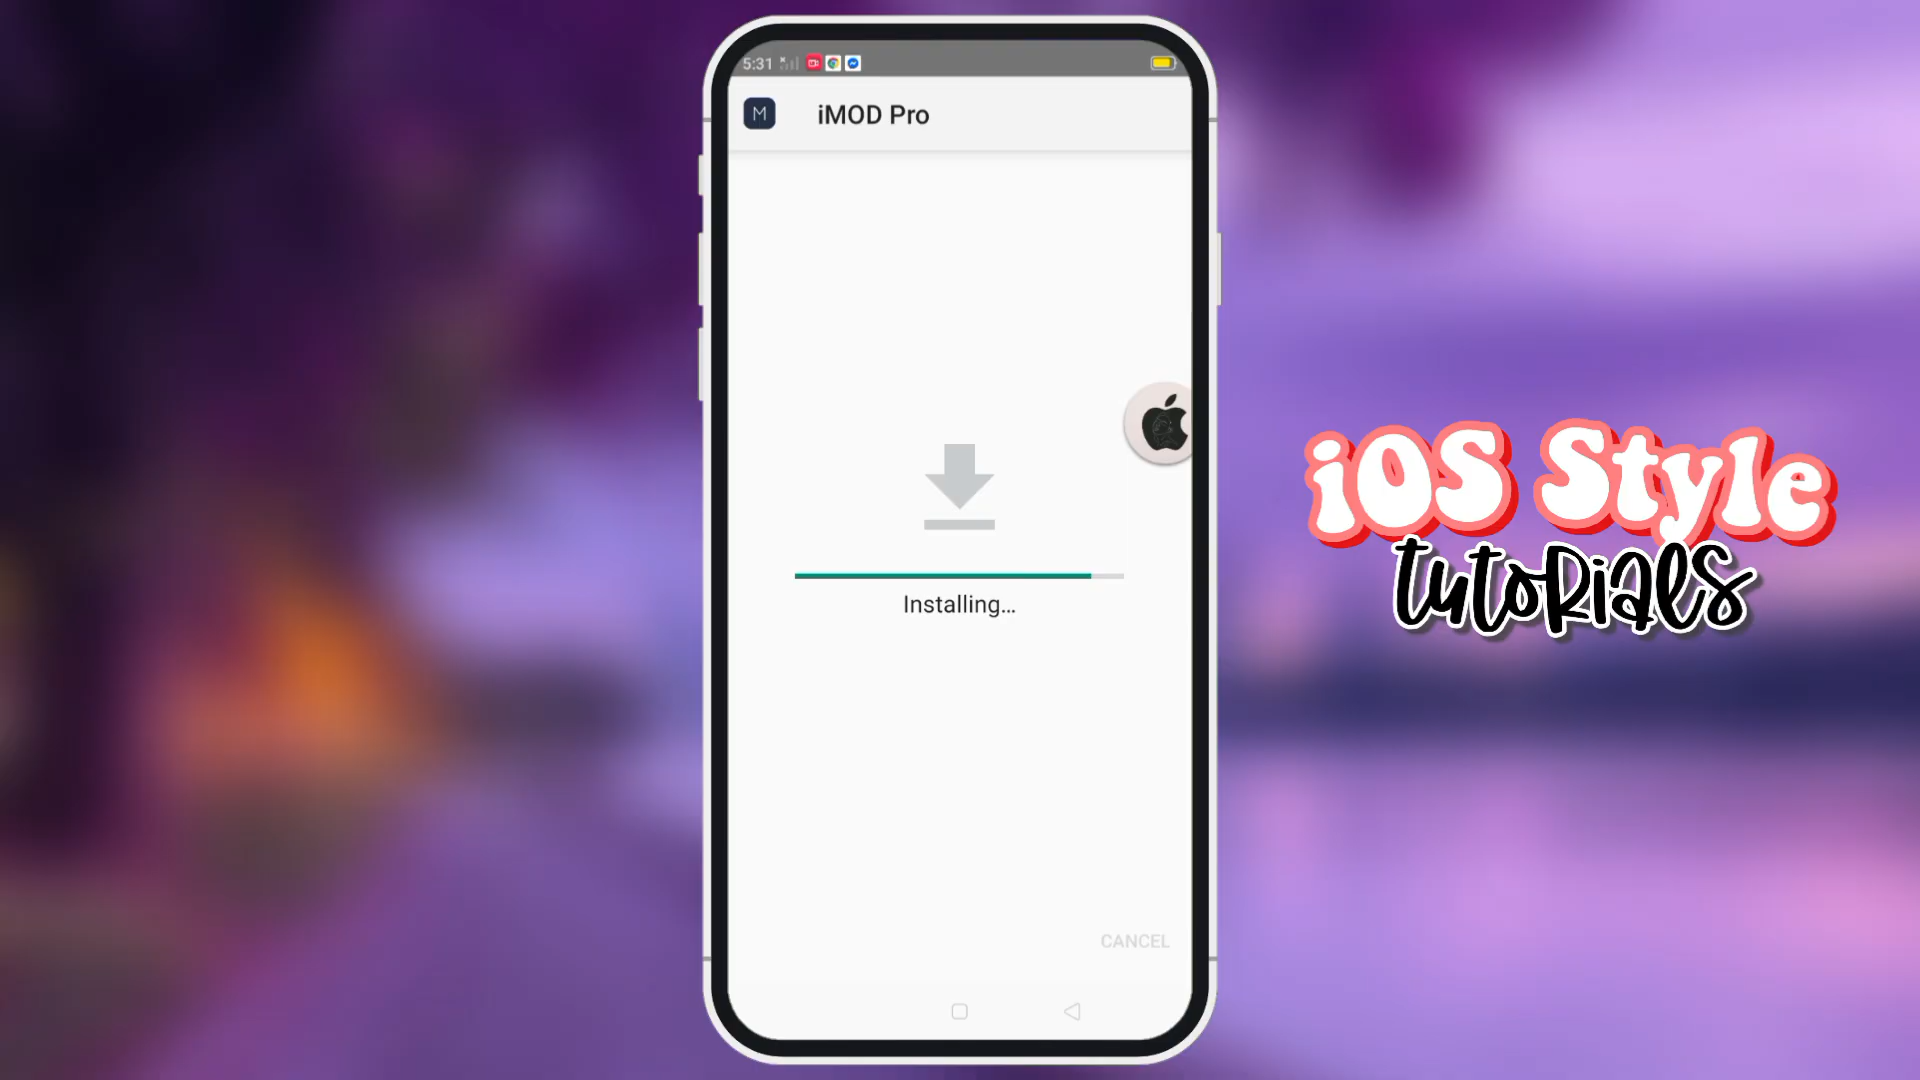 5:31
M
iMOD Pro
Installing...
CANCEL
iOS Style
tutorials